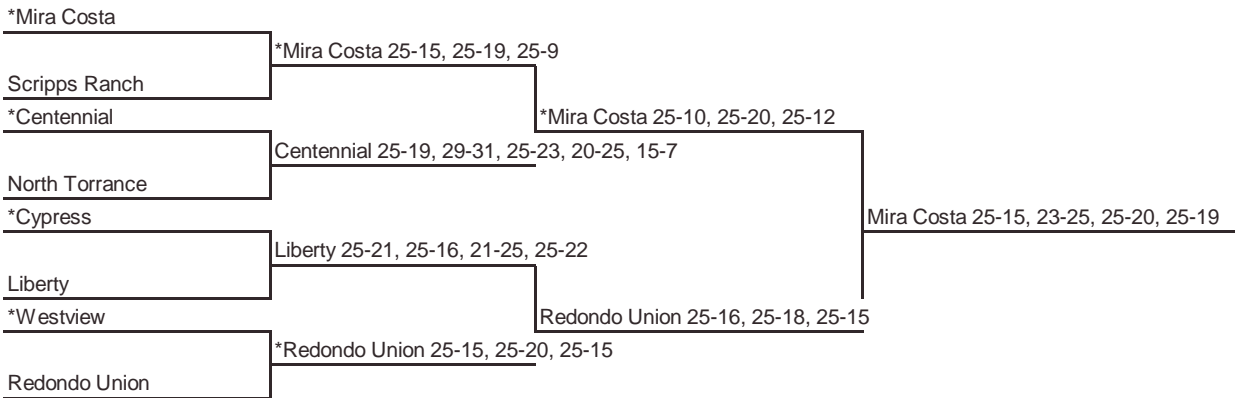 *Mira Costa
*Mira Costa 25-15, 25-19, 25-9
Scripps Ranch
*Centennial
*Mira Costa 25-10, 25-20, 25-12
Centennial 25-19, 29-31, 25-23, 20-25, 15-7
North Torrance
*Cypress
Mira Costa 25-15, 23-25, 25-20, 25-19
Liberty 25-21, 25-16, 21-25, 25-22
Liberty
*Westview
Redondo Union 25-16, 25-18, 25-15
*Redondo Union 25-15, 25-20, 25-15
Redondo Union